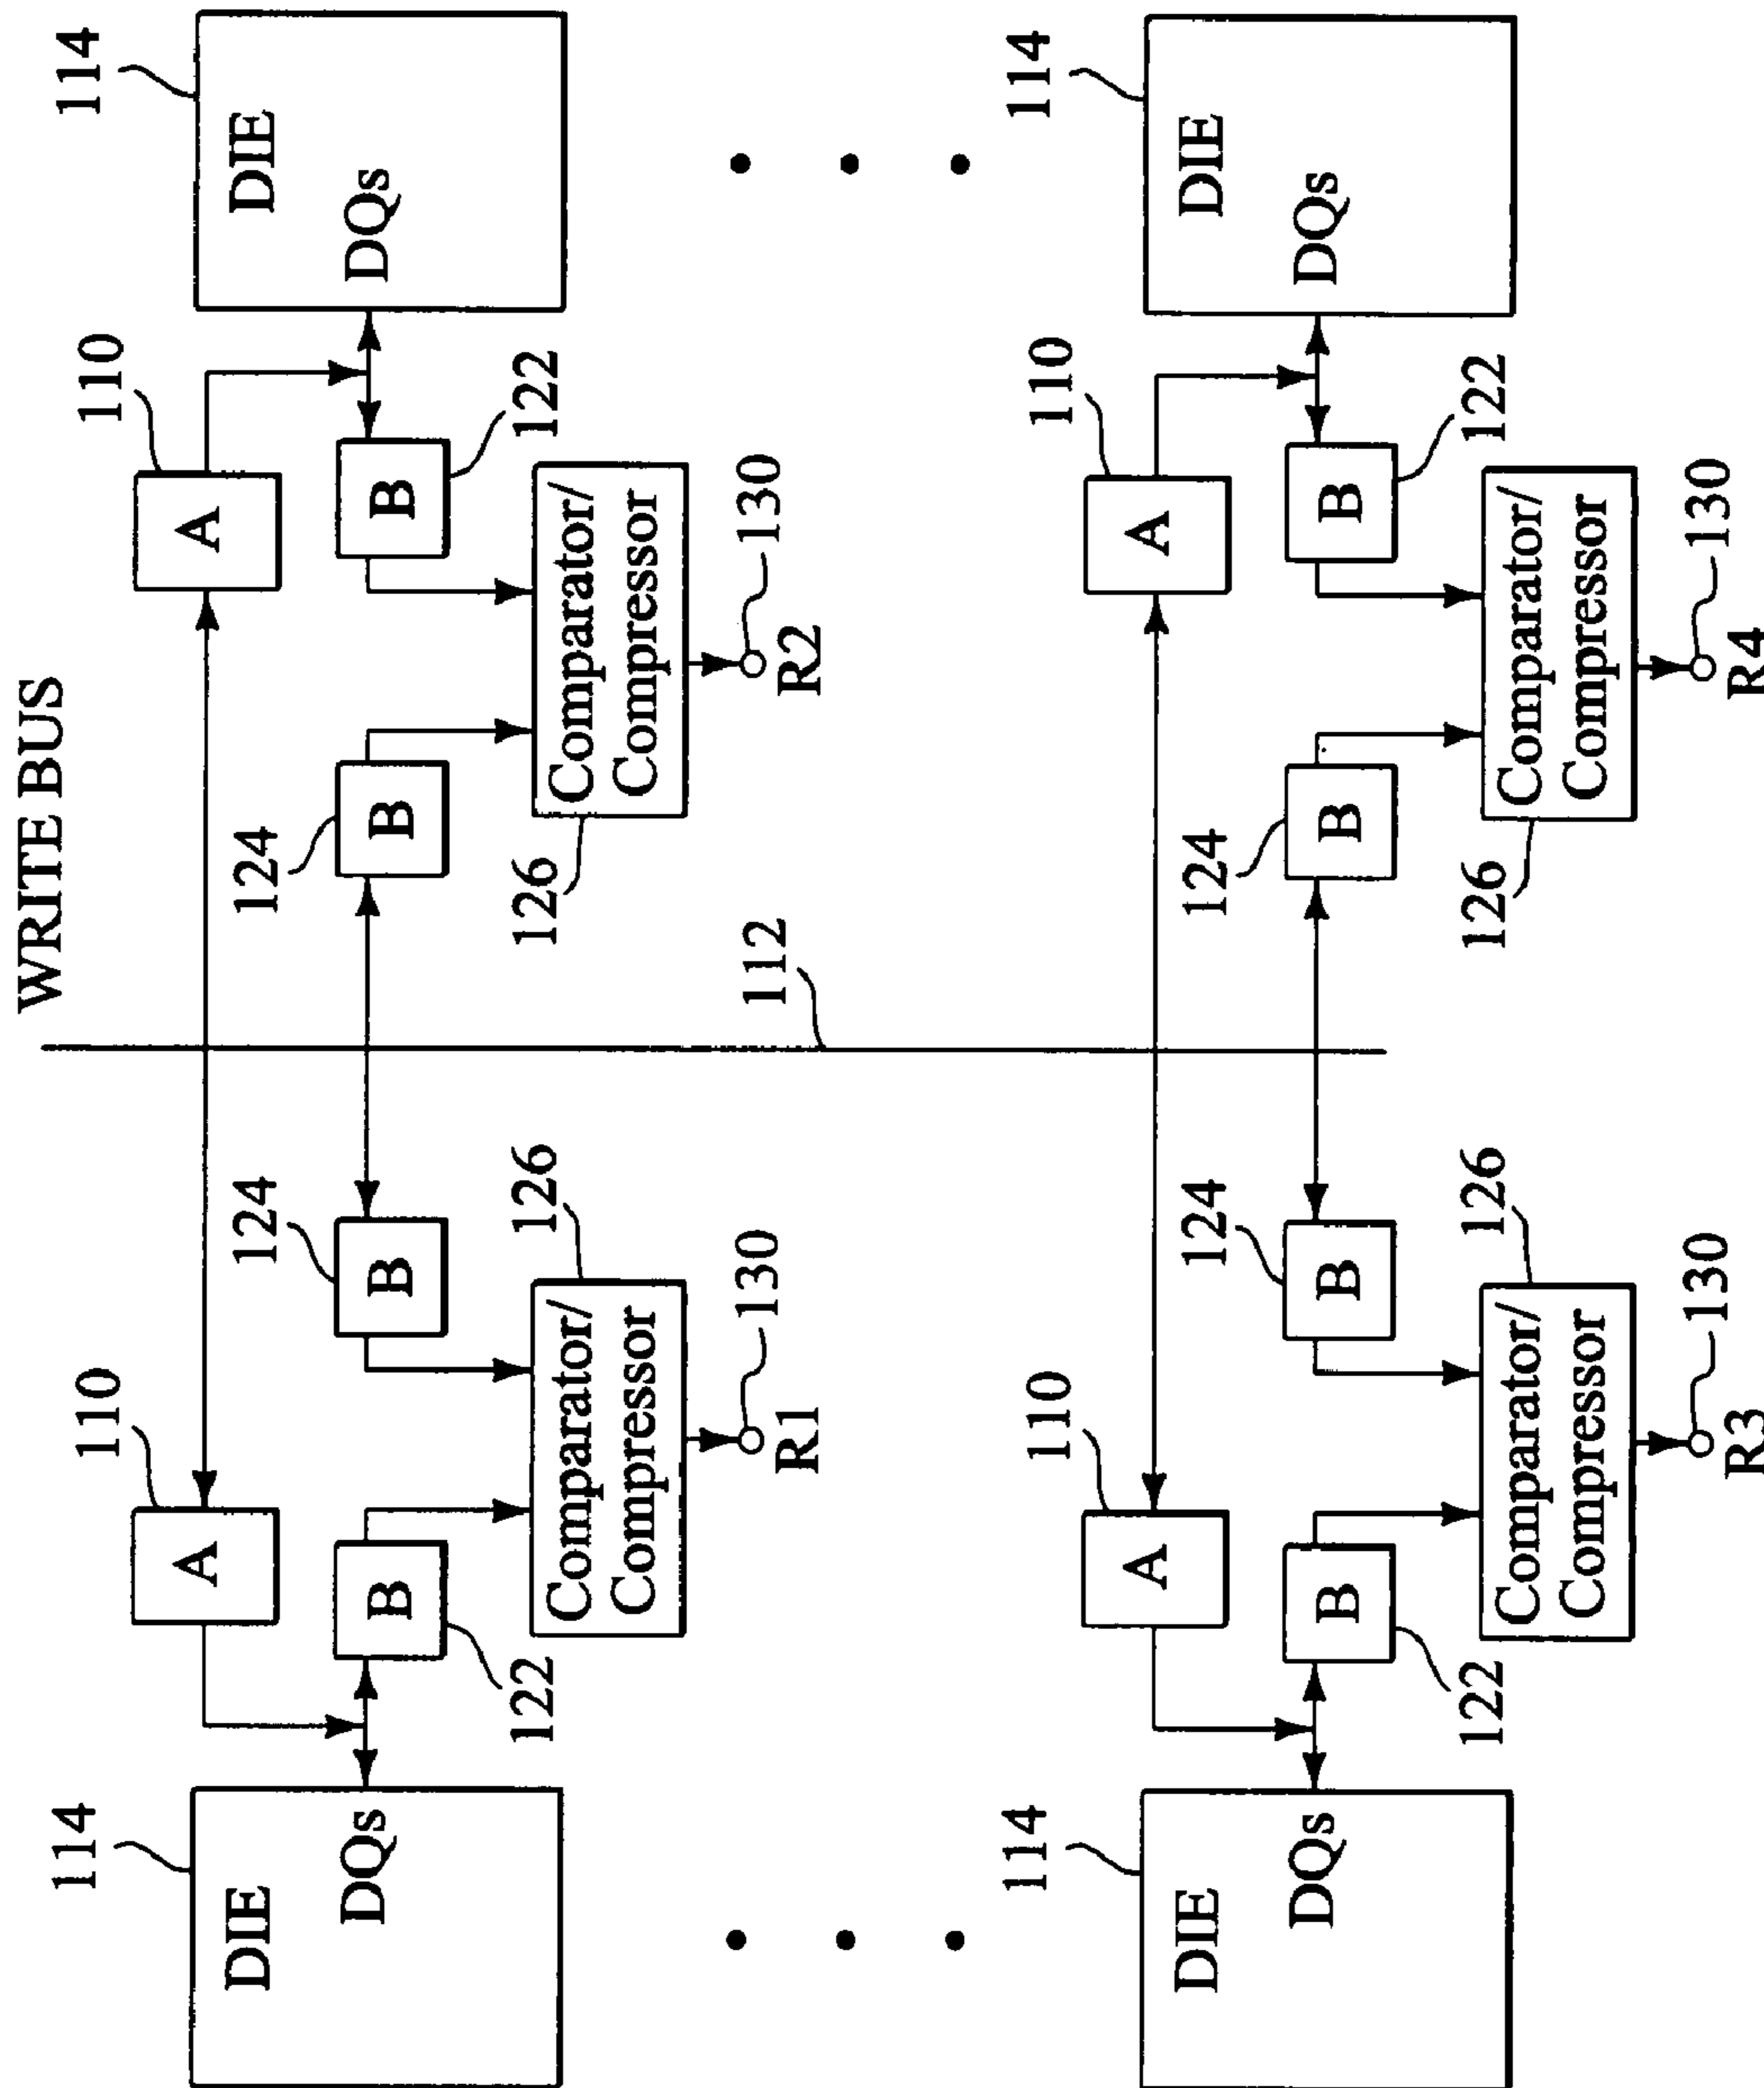 WRITE BUS
114
110
110
114
DIE
DQs
A
A
DIE
DQs
124
124
B
B
B
B
122
126
126
122
Comparator/
Compressor
Comparator/
Compressor
130
130
R1
R2
112
114
110
110
114
DIE
DQs
A
A
DIE
DQs
124
124
B
B
B
B
122
126
126
122
Comparator/
Compressor
Comparator/
Compressor
130
130
R3
R4